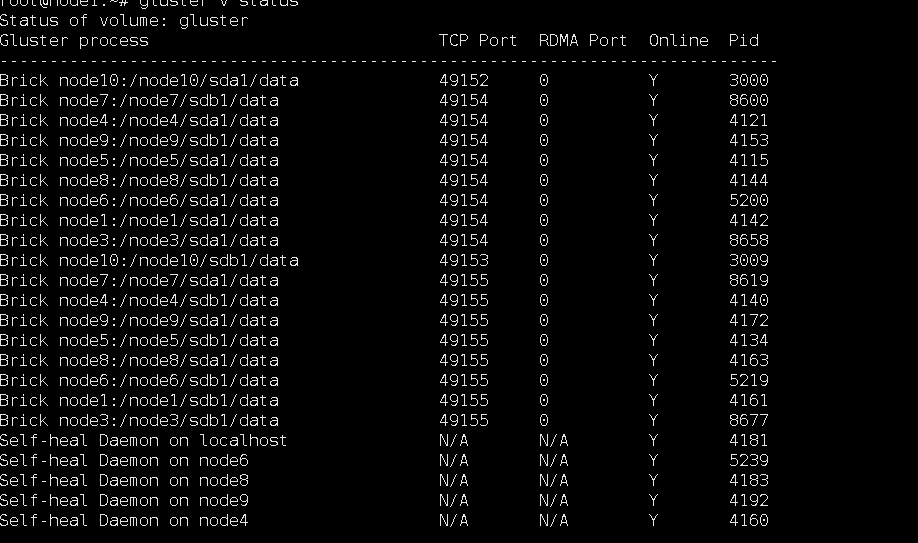 root@node1:~# gluster v status
Status of volume: gluster
Gluster process                             TCP Port  RDMA Port  Online  Pid
------------------------------------------------------------------------------
Brick node10:/node10/sda1/data              49152     0          Y       3000
Brick node7:/node7/sdb1/data                49154     0          Y       8600
Brick node4:/node4/sda1/data                49154     0          Y       4121
Brick node9:/node9/sdb1/data                49154     0          Y       4153
Brick node5:/node5/sda1/data                49154     0          Y       4115
Brick node8:/node8/sdb1/data                49154     0          Y       4144
Brick node6:/node6/sda1/data                49154     0          Y       5200
Brick node1:/node1/sda1/data                49154     0          Y       4142
Brick node3:/node3/sda1/data                49154     0          Y       8658
Brick node10:/node10/sdb1/data              49153     0          Y       3009
Brick node7:/node7/sda1/data                49155     0          Y       8619
Brick node4:/node4/sdb1/data                49155     0          Y       4140
Brick node9:/node9/sda1/data                49155     0          Y       4172
Brick node5:/node5/sdb1/data                49155     0          Y       4134
Brick node8:/node8/sda1/data                49155     0          Y       4163
Brick node6:/node6/sdb1/data                49155     0          Y       5219
Brick node1:/node1/sdb1/data                49155     0          Y       4161
Brick node3:/node3/sdb1/data                49155     0          Y       8677
Self-heal Daemon on localhost               N/A       N/A        Y       4181
Self-heal Daemon on node6                   N/A       N/A        Y       5239
Self-heal Daemon on node8                   N/A       N/A        Y       4183
Self-heal Daemon on node9                   N/A       N/A        Y       4192
Self-heal Daemon on node4                   N/A       N/A        Y       4160